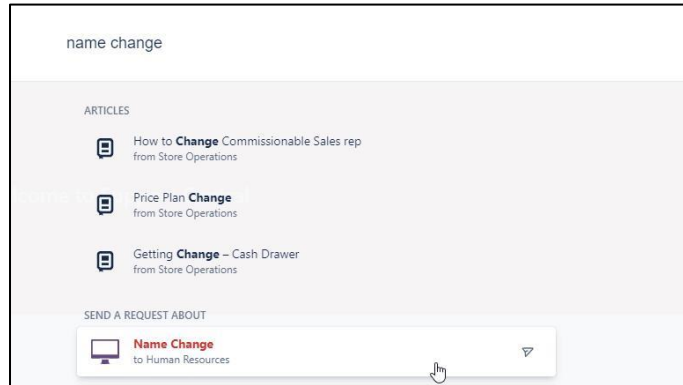 name change
ARTICLES
How to Change Commissionable Sales rep
from Store Operations
Price Plan Change
from Store Operations
Getting Change – Cash Drawer
from Store Operations
SEND A REQUEST ABOUT
Name Change
to Human Resources